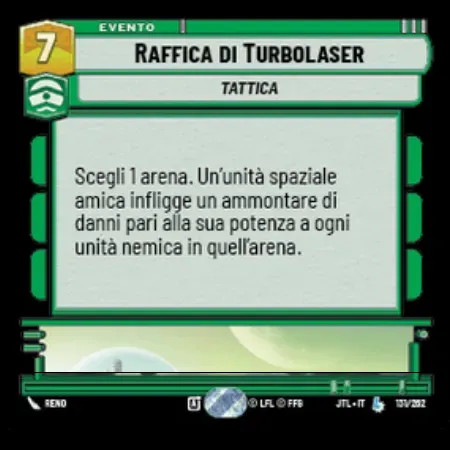 EVENTO
7
RAFFICA DI TURBOLASER
TATTICA
Scegli 1 arena. Un'unità spaziale
amica infligge un ammontare di
danni pari alla sua potenza a ogni
unità nemica in quell'arena.
RENO
A
© LFL © FFG
JTL • IT
131/262